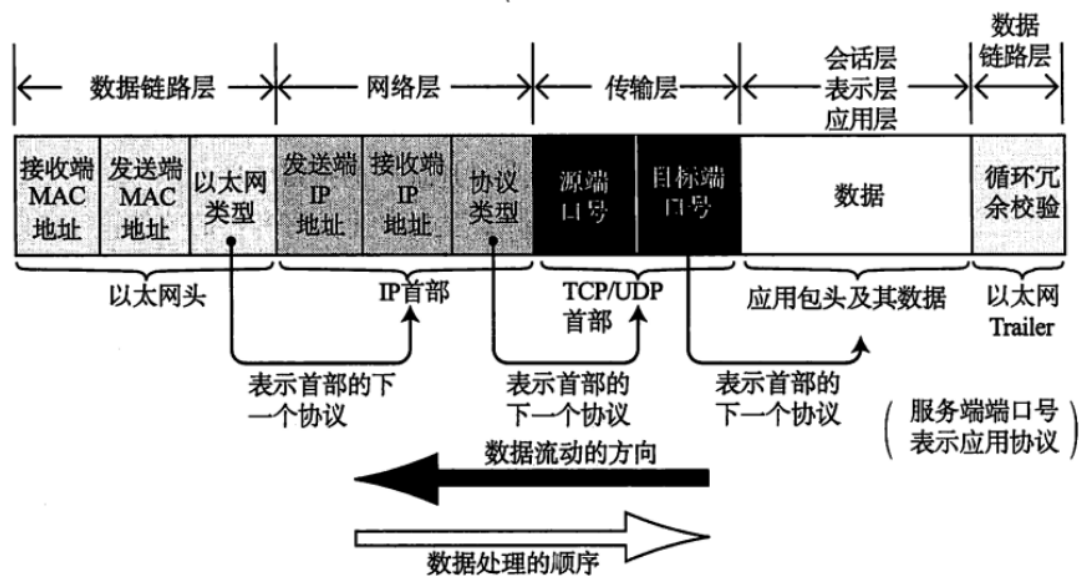 数据
链路层
会话层
表示层
应用层
数据链路层
网络层
传输层
接收端
MAC
地址
发送端
MAC
地址
以太网
类型
发送端
IP
地址
接收端
IP
地址
协议
类型
源端
口号
目标端
口号
数据
循环冗
余校验
以太网头
IP首部
TCP/UDP
首部
应用包头及其数据
以太网
Trailer
表示首部的下
一个协议
表示首部的
下一个协议
表示首部的
下一个协议
(服务端端口号
表示应用协议)
数据流动的方向
数据处理的顺序